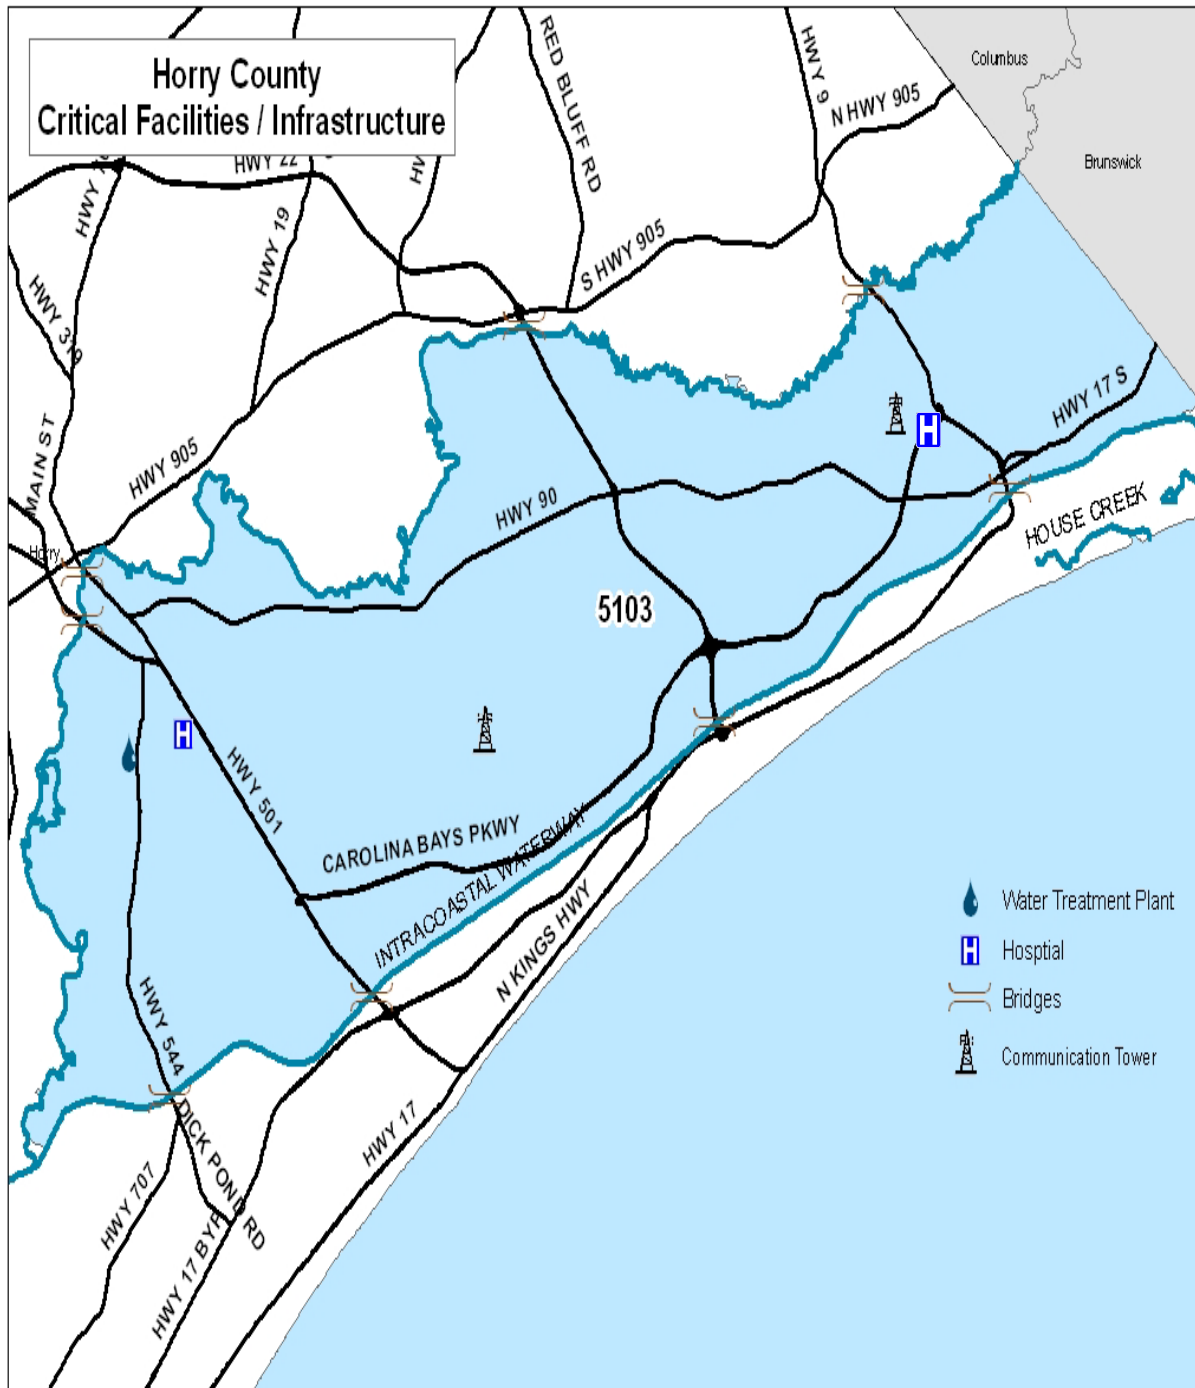 Horry County
Critical Facilities / Infrastructure
Columbus
Brunswick
RED BLUFF RD
HWY 9
N HWY 905
HWY 22
HWY
HWY 19
S HWY 905
HWY 319
MAIN ST
HWY 905
HWY 90
HWY 17 S
HOUSE CREEK
Horry
5103
HWY 501
CAROLINA BAYS PKWY
INTRACOASTAL WATERWAY
N KINGS HWY
HWY 544
DICK POND RD
HWY 17
HWY 707
HWY 17 BYP
Water Treatment Plant
Hosptial
Bridges
Communication Tower
H
H
H